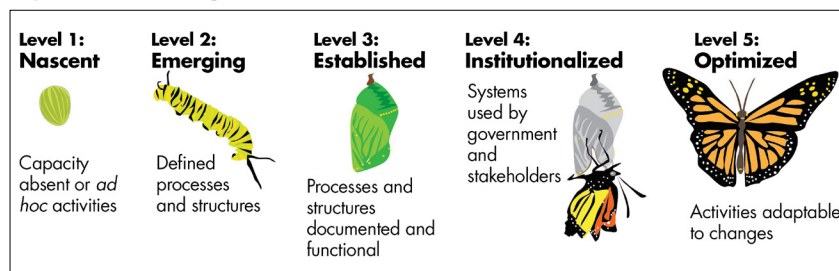 Level 1:
Nascent
Capacity
absent or ad
hoc activities
Level 2:
Emerging
Defined
processes
and structures
Level 3:
Established
Processes and
structures
documented and
functional
Level 4:
Institutionalized
Systems
used by
government
and
stakeholders
Level 5:
Optimized
Activities adaptable
to changes